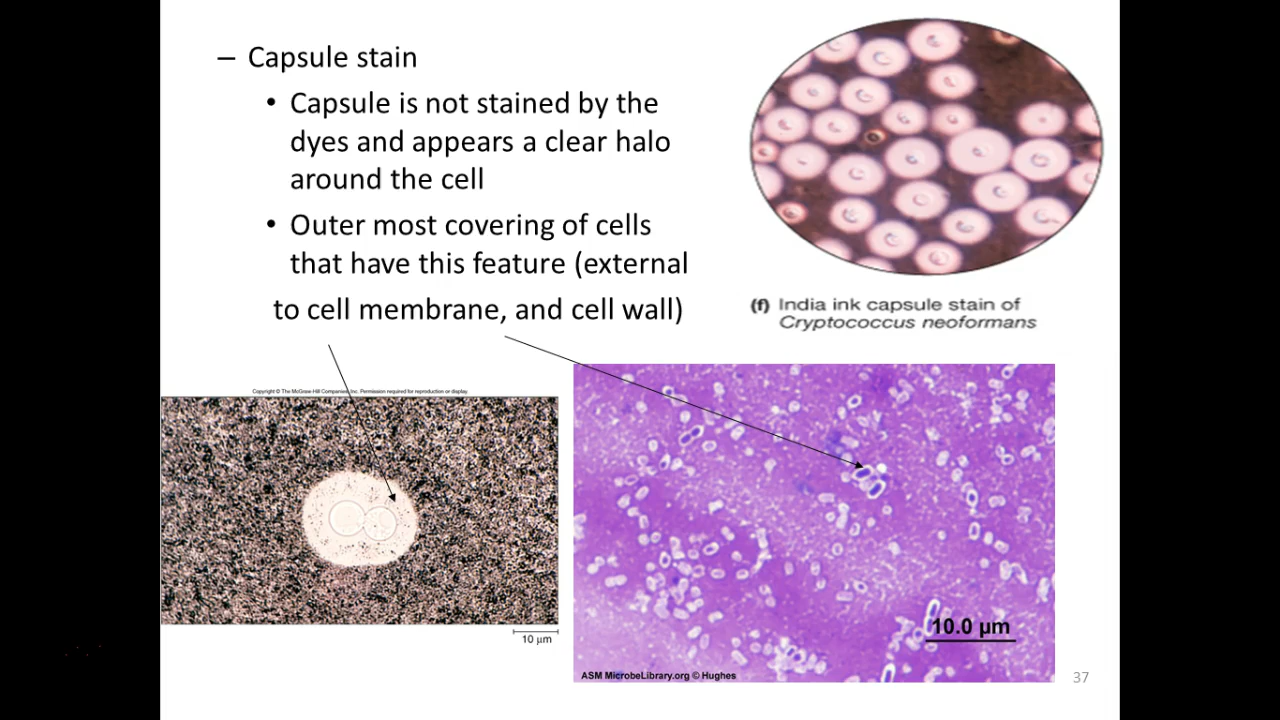 – Capsule stain
• Capsule is not stained by the
dyes and appears a clear halo
around the cell
• Outer most covering of cells
that have this feature (external
to cell membrane, and cell wall)
(f) India ink capsule stain of
Cryptococcus neoformans
Copyright © The McGraw-Hill Companies, Inc. Permission required for reproduction or display.
10 µm
10.0 µm
ASM MicrobeLibrary.org © Hughes
37